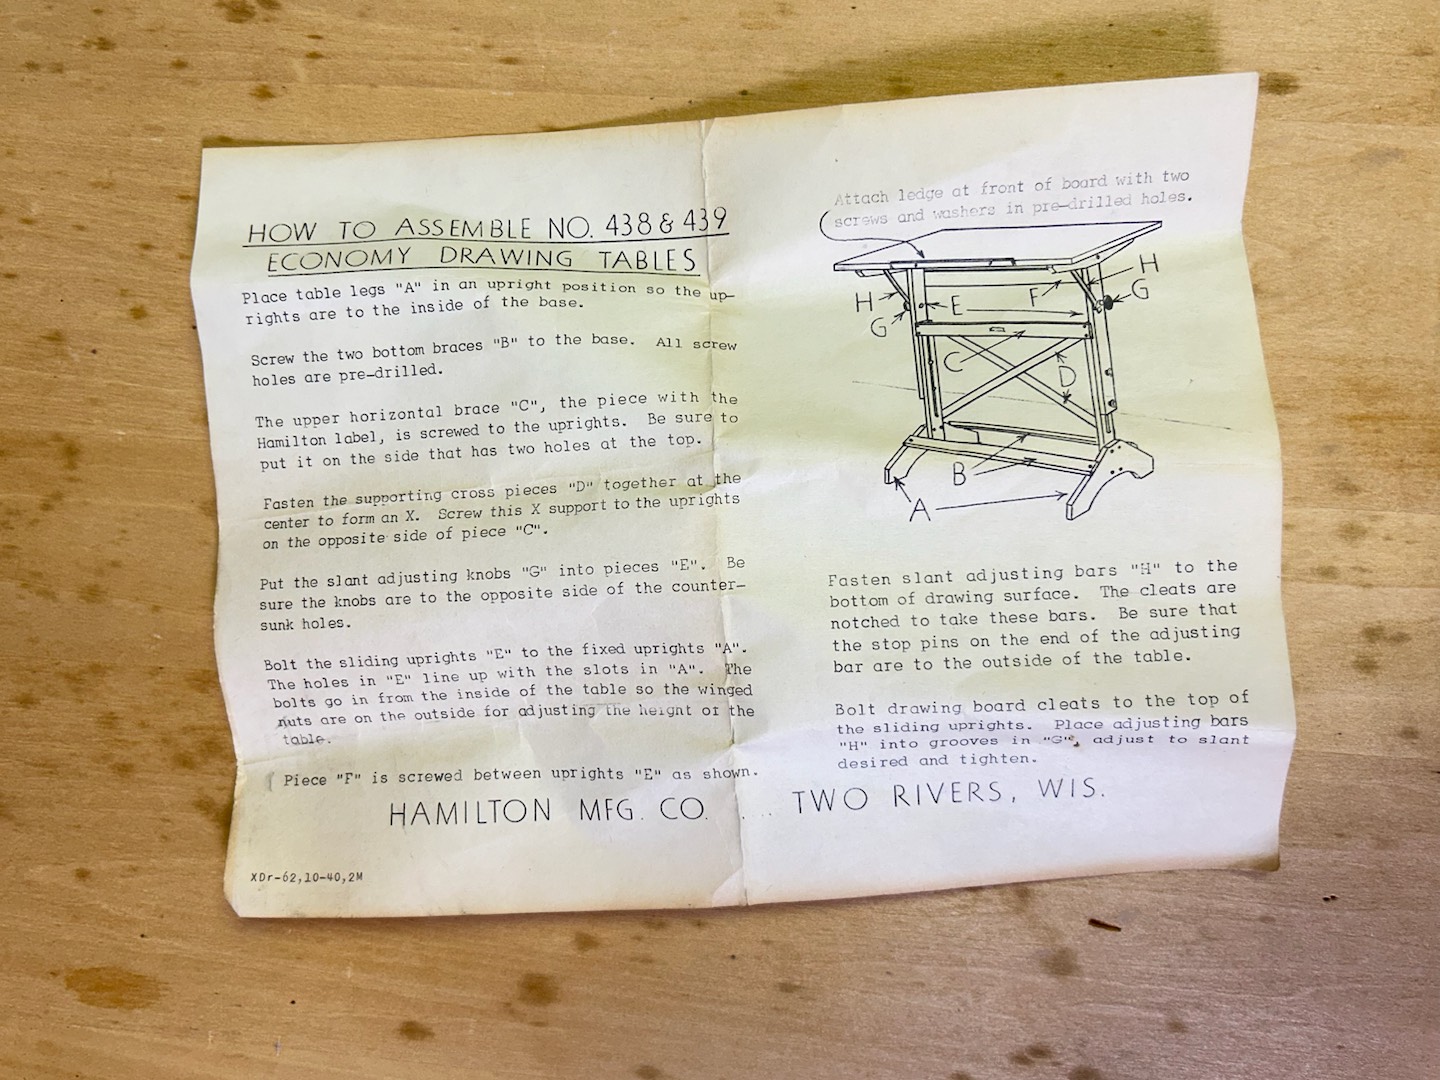 HOW TO ASSEMBLE NO. 438 & 439
ECONOMY DRAWING TABLES
Place table legs "A" in an upright position so the up-
rights are to the inside of the base.
Screw the two bottom braces "B" to the base. All screw
holes are pre-drilled.
The upper horizontal brace "C", the piece with the
Hamilton label, is screwed to the uprights. Be sure to
put it on the side that has two holes at the top.
Fasten the supporting cross pieces "D" together at the
center to form an X. Screw this X support to the uprights
on the opposite side of piece "C".
Put the slant adjusting knobs "G" into pieces "E". Be
sure the knobs are to the opposite side of the counter-
sunk holes.
Bolt the sliding uprights "E" to the fixed uprights "A".
The holes in "E" line up with the slots in "A". The
bolts go in from the inside of the table so the winged
nuts are on the outside for adjusting the height of the
table.
Piece "F" is screwed between uprights "E" as shown.
Attach ledge at front of board with two
screws and washers in pre-drilled holes.
H
G
H
E
F
G
C
D
B
A
Fasten slant adjusting bars "H" to the
bottom of drawing surface. The cleats are
notched to take these bars. Be sure that
the stop pins on the end of the adjusting
bar are to the outside of the table.
Bolt drawing board cleats to the top of
the sliding uprights. Place adjusting bars
"H" into grooves in "G", adjust to slant
desired and tighten.
HAMILTON MFG. CO. TWO RIVERS, WIS.
XDr-62,10-40,2M